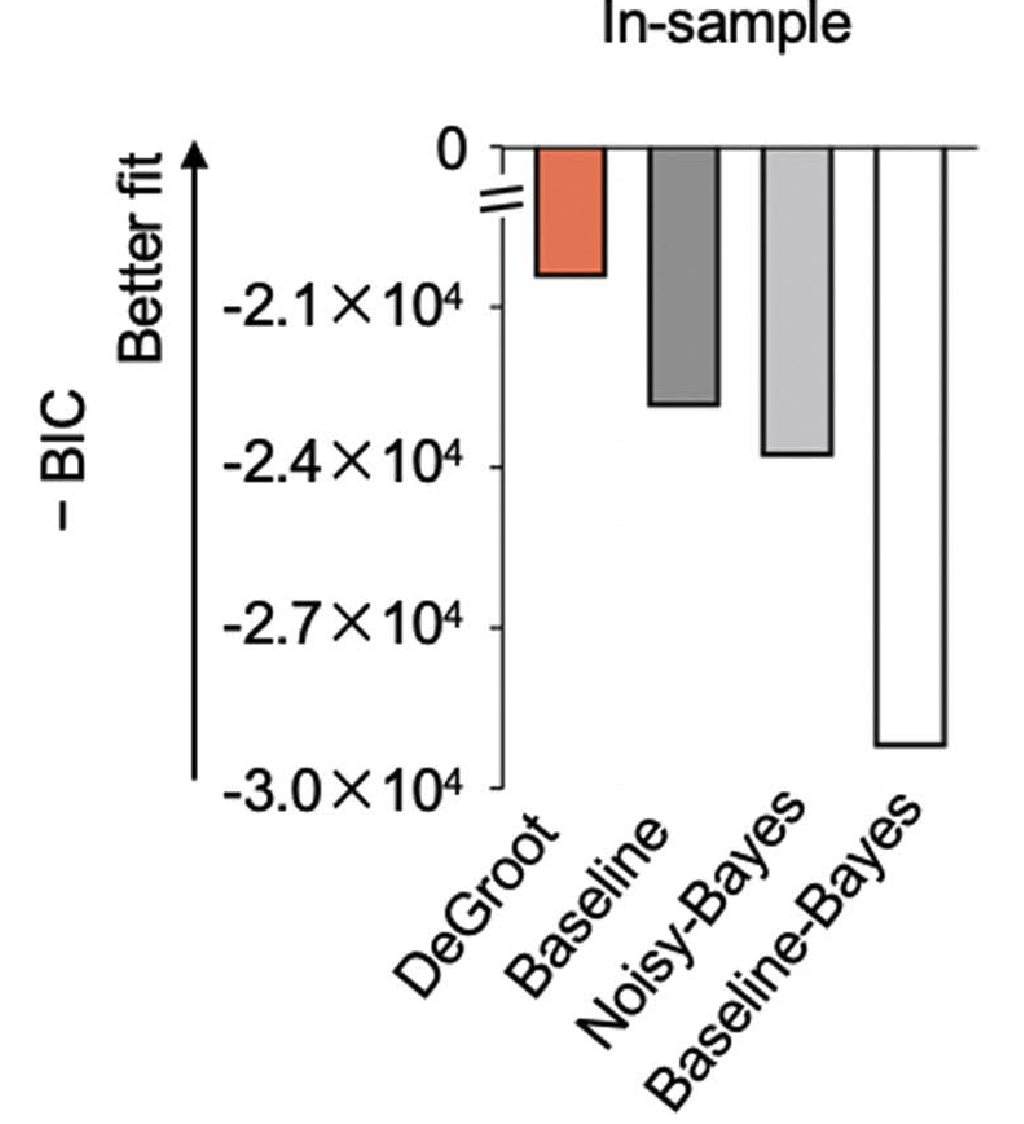 In-sample
Better fit
– BIC
0
-2.1×10⁴
-2.4×10⁴
-2.7×10⁴
-3.0×10⁴
DeGroot
Baseline
Noisy-Bayes
Baseline-Bayes